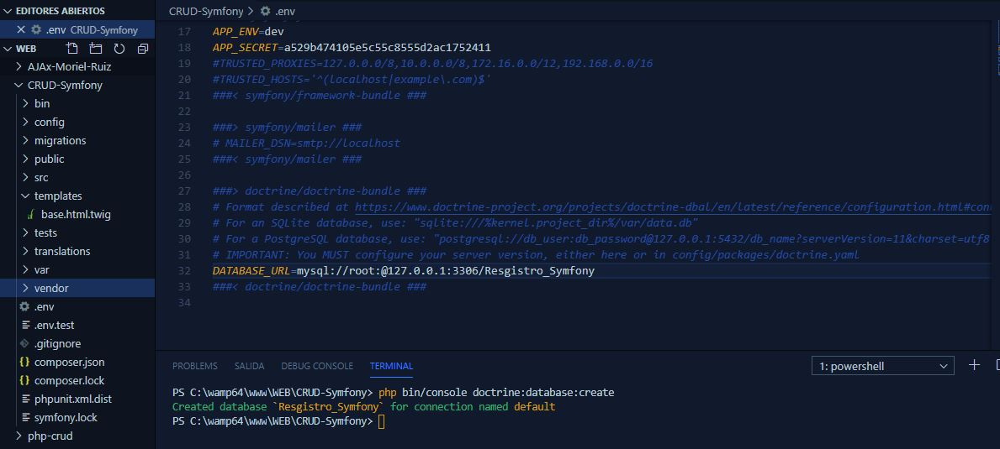 EDITORES ABIERTOS
.env CRUD-Symfony
WEB
AJAx-Moriel-Ruiz
CRUD-Symfony
bin
config
migrations
public
src
templates
base.html.twig
tests
translations
var
vendor
.env
.env.test
.gitignore
composer.json
composer.lock
phpunit.xml.dist
symfony.lock
php-crud
CRUD-Symfony > .env
17 APP_ENV=dev
18 APP_SECRET=a529b474105e5c55c8555d2ac1752411
19 #TRUSTED_PROXIES=127.0.0.0/8,10.0.0.0/8,172.16.0.0/12,192.168.0.0/16
20 #TRUSTED_HOSTS='^(localhost|example\.com)$'
21 ###< symfony/framework-bundle ###
22
23 ###> symfony/mailer ###
24 # MAILER_DSN=smtp://localhost
25 ###< symfony/mailer ###
26
27 ###> doctrine/doctrine-bundle ###
28 # Format described at https://www.doctrine-project.org/projects/doctrine-dbal/en/latest/reference/configuration.html#con
29 # For an SQLite database, use: "sqlite:///%kernel.project_dir%/var/data.db"
30 # For a PostgreSQL database, use: "postgresql://db_user:db_password@127.0.0.1:5432/db_name?serverVersion=11&charset=utf8
31 # IMPORTANT: You MUST configure your server version, either here or in config/packages/doctrine.yaml
32 DATABASE_URL=mysql://root:@127.0.0.1:3306/Resgistro_Symfony
33 ###< doctrine/doctrine-bundle ###
34
PROBLEMS SALIDA DEBUG CONSOLE TERMINAL 1: powershell
PS C:\wamp64\www\WEB\CRUD-Symfony> php bin/console doctrine:database:create
Created database `Resgistro_Symfony` for connection named default
PS C:\wamp64\www\WEB\CRUD-Symfony>